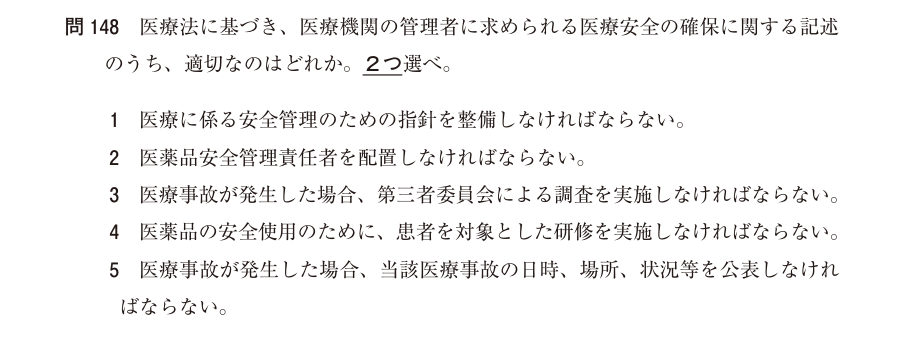 問 148 医療法に基づき、医療機関の管理者に求められる医療安全の確保に関する記述
のうち、適切なのはどれか。２つ選べ。
1 医療に係る安全管理のための指針を整備しなければならない。
2 医薬品安全管理責任者を配置しなければならない。
3 医療事故が発生した場合、第三者委員会による調査を実施しなければならない。
4 医薬品の安全使用のために、患者を対象とした研修を実施しなければならない。
5 医療事故が発生した場合、当該医療事故の日時、場所、状況等を公表しなけれ
ばならない。